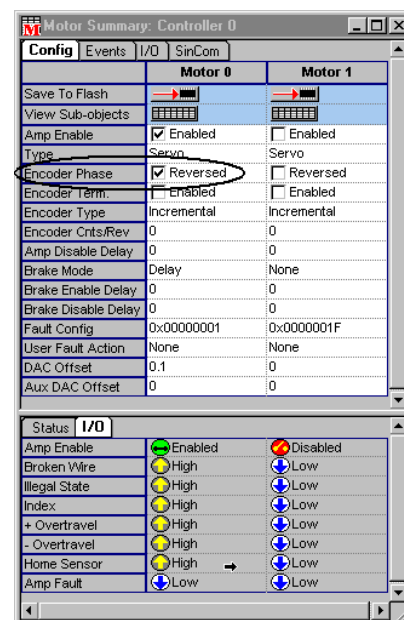 Motor Summary: Controller 0
Config Events I/O SinCom
Motor 0 Motor 1
Save To Flash
View Sub-objects
Amp Enable Enabled Enabled
Type Servo Servo
Encoder Phase Reversed Reversed
Encoder Term. Enabled Enabled
Encoder Type Incremental Incremental
Encoder Cnts/Rev 0 0
Amp Disable Delay 0 0
Brake Mode Delay None
Brake Enable Delay 0 0
Brake Disable Delay 0 0
Fault Config 0x00000001 0x0000001F
User Fault Action None None
DAC Offset 0.1 0
Aux DAC Offset 0 0
Status I/O
Amp Enable Enabled Disabled
Broken Wire High Low
Illegal State High Low
Index High Low
+ Overtravel High Low
- Overtravel High Low
Home Sensor High Low
Amp Fault Low Low